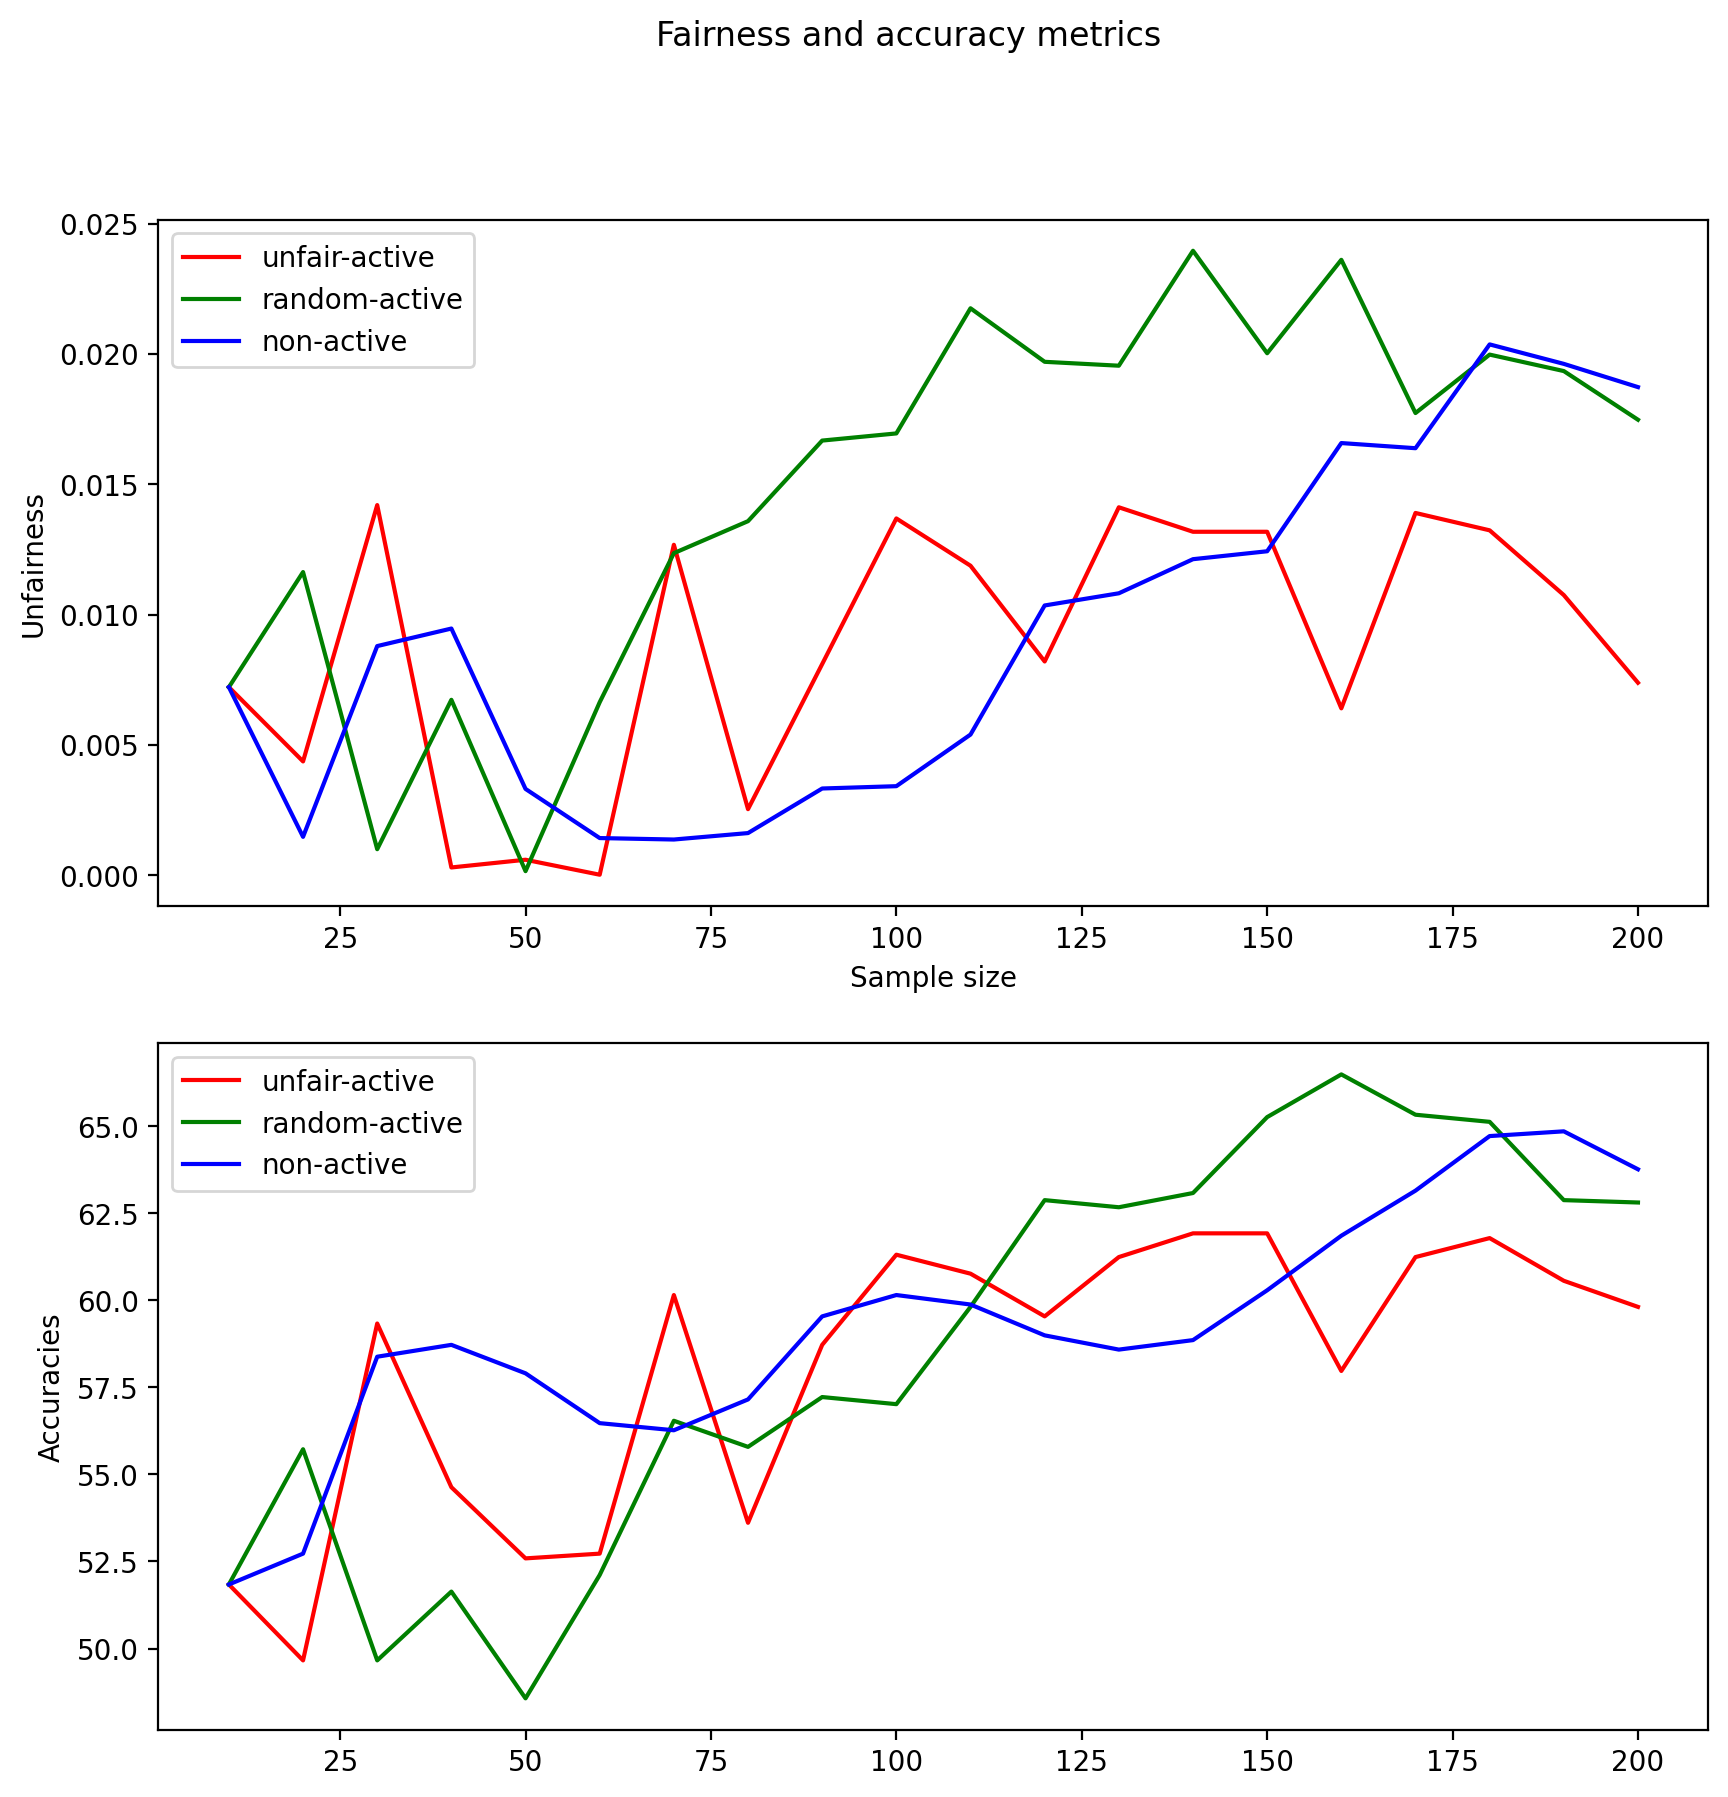 Fairness and accuracy metrics
0.025
0.020
0.015
0.010
0.005
0.000
Unfairness
unfair-active
random-active
non-active
25 50 75 100 125 150 175 200
Sample size
65.0
62.5
60.0
57.5
55.0
52.5
50.0
Accuracies
unfair-active
random-active
non-active
25 50 75 100 125 150 175 200